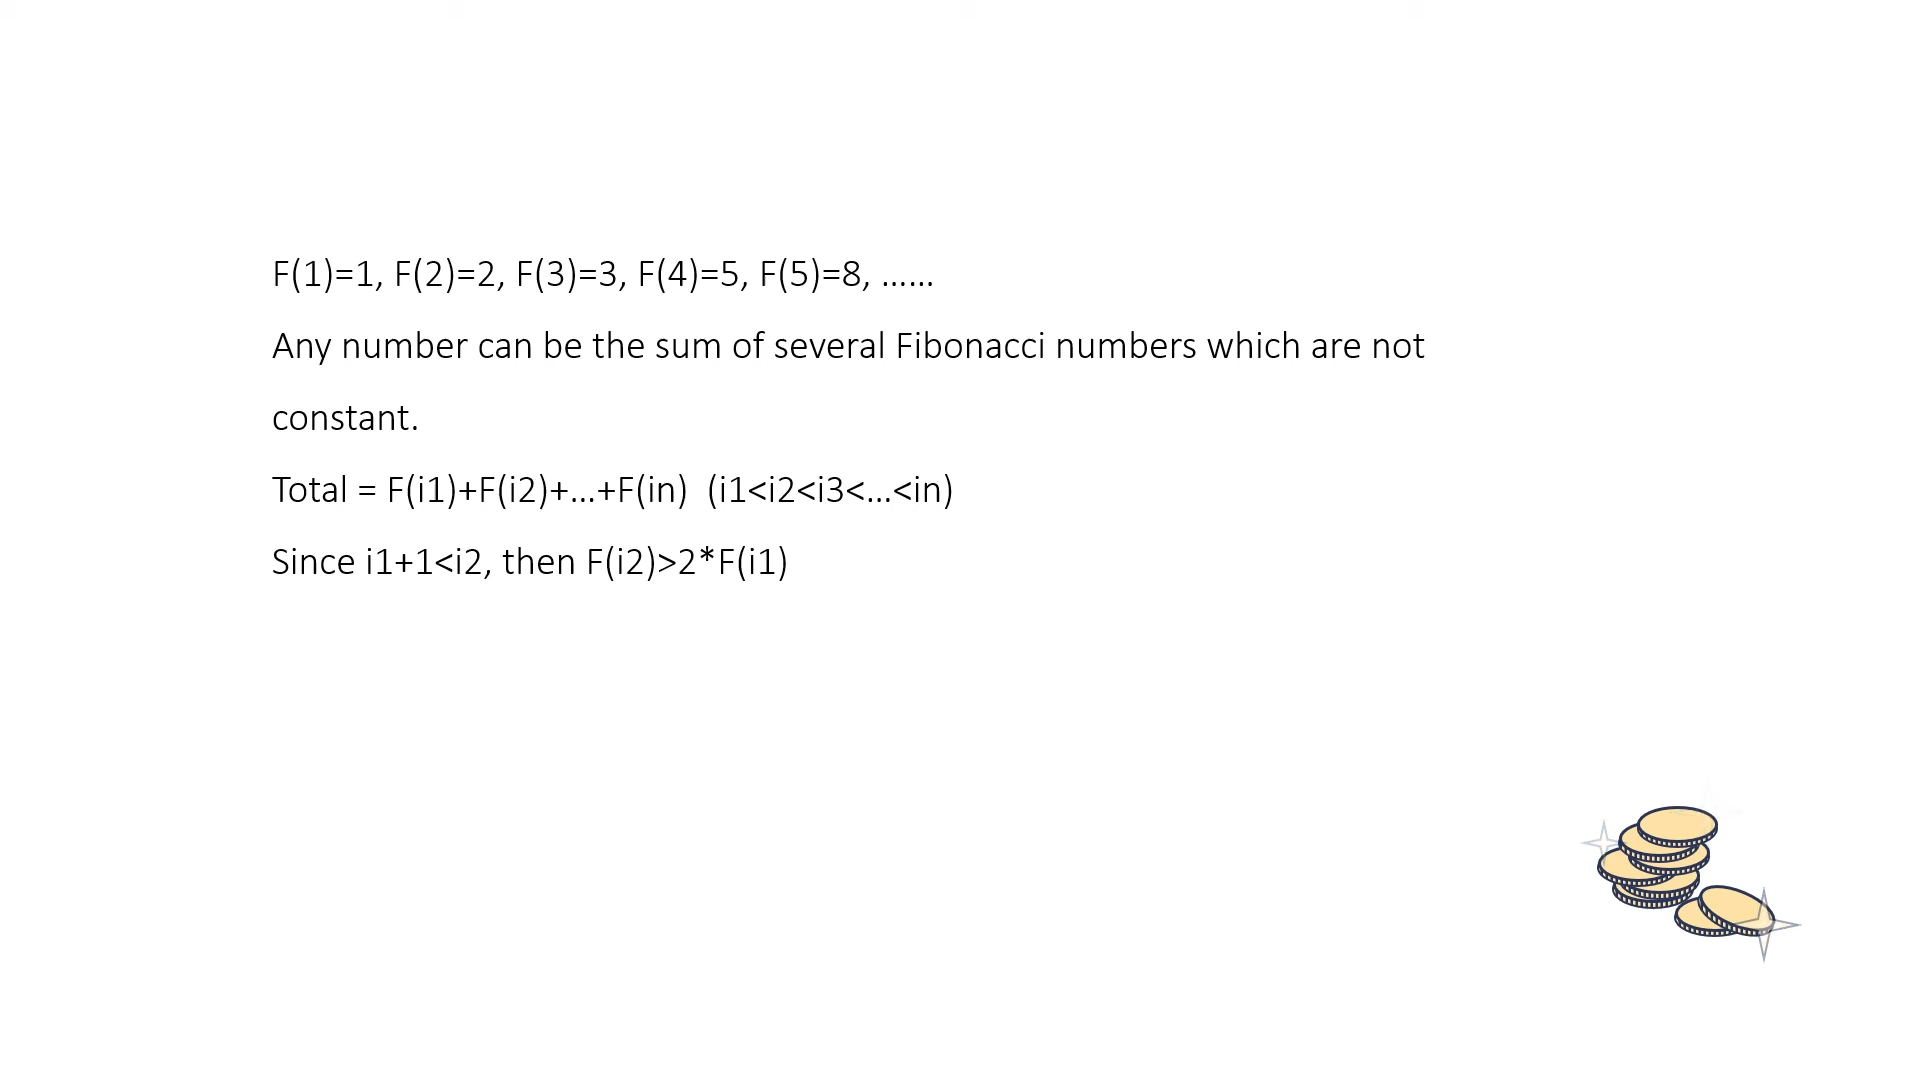 F(1)=1, F(2)=2, F(3)=3, F(4)=5, F(5)=8, ……
Any number can be the sum of several Fibonacci numbers which are not
constant.
Total = F(i1)+F(i2)+…+F(in)  (i1<i2<i3<…<in)
Since i1+1<i2, then F(i2)>2*F(i1)